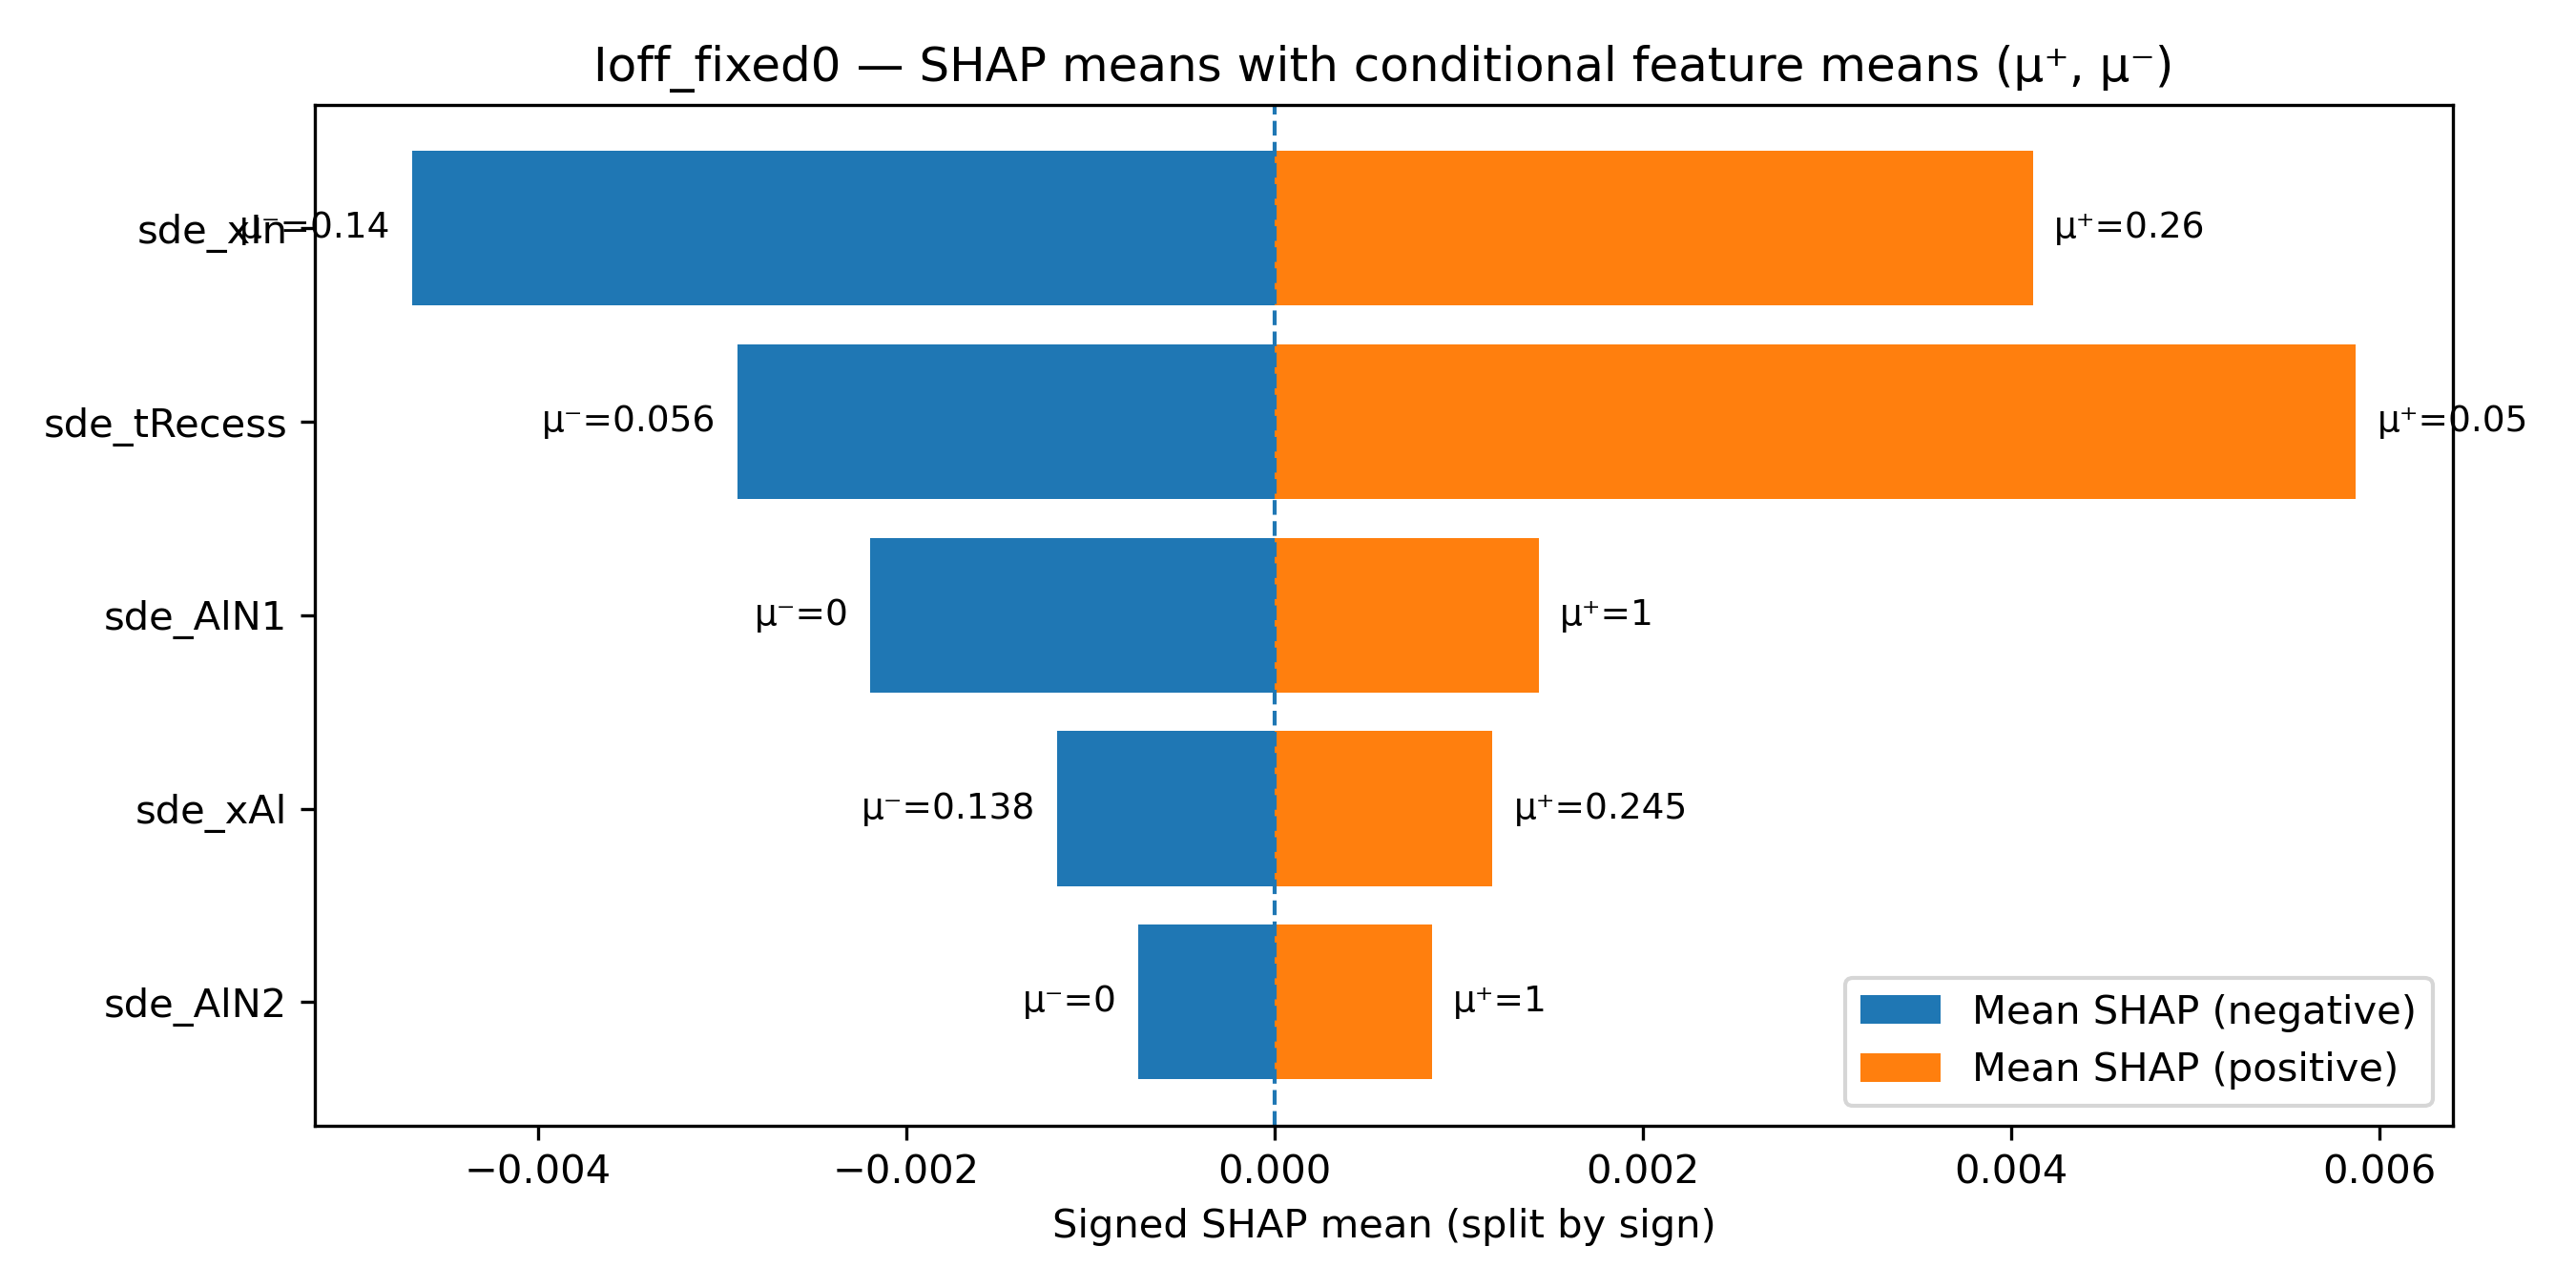 Ioff_fixed0 — SHAP means with conditional feature means (μ⁺, μ⁻)
sde_xIn μ⁻=0.14 μ⁺=0.26
sde_tRecess μ⁻=0.056 μ⁺=0.05
sde_AlN1 μ⁻=0 μ⁺=1
sde_xAl μ⁻=0.138 μ⁺=0.245
sde_AlN2 μ⁻=0 μ⁺=1
Mean SHAP (negative)
Mean SHAP (positive)
−0.004 −0.002 0.000 0.002 0.004 0.006
Signed SHAP mean (split by sign)